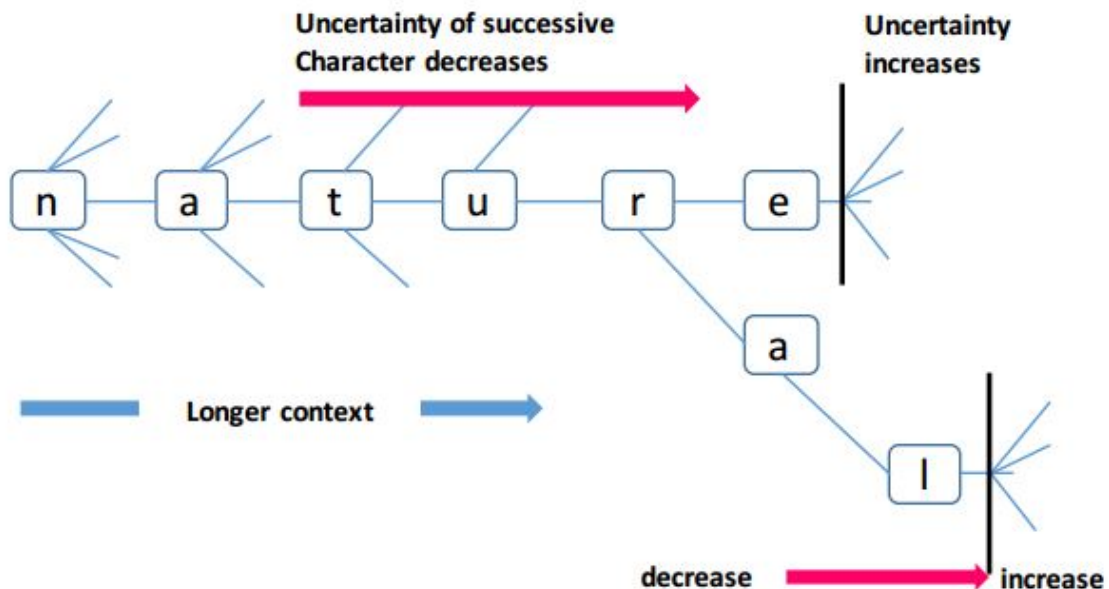 Uncertainty of successive
Character decreases
Uncertainty
increases
n a t u r e
a
Longer context
l
decrease
increase